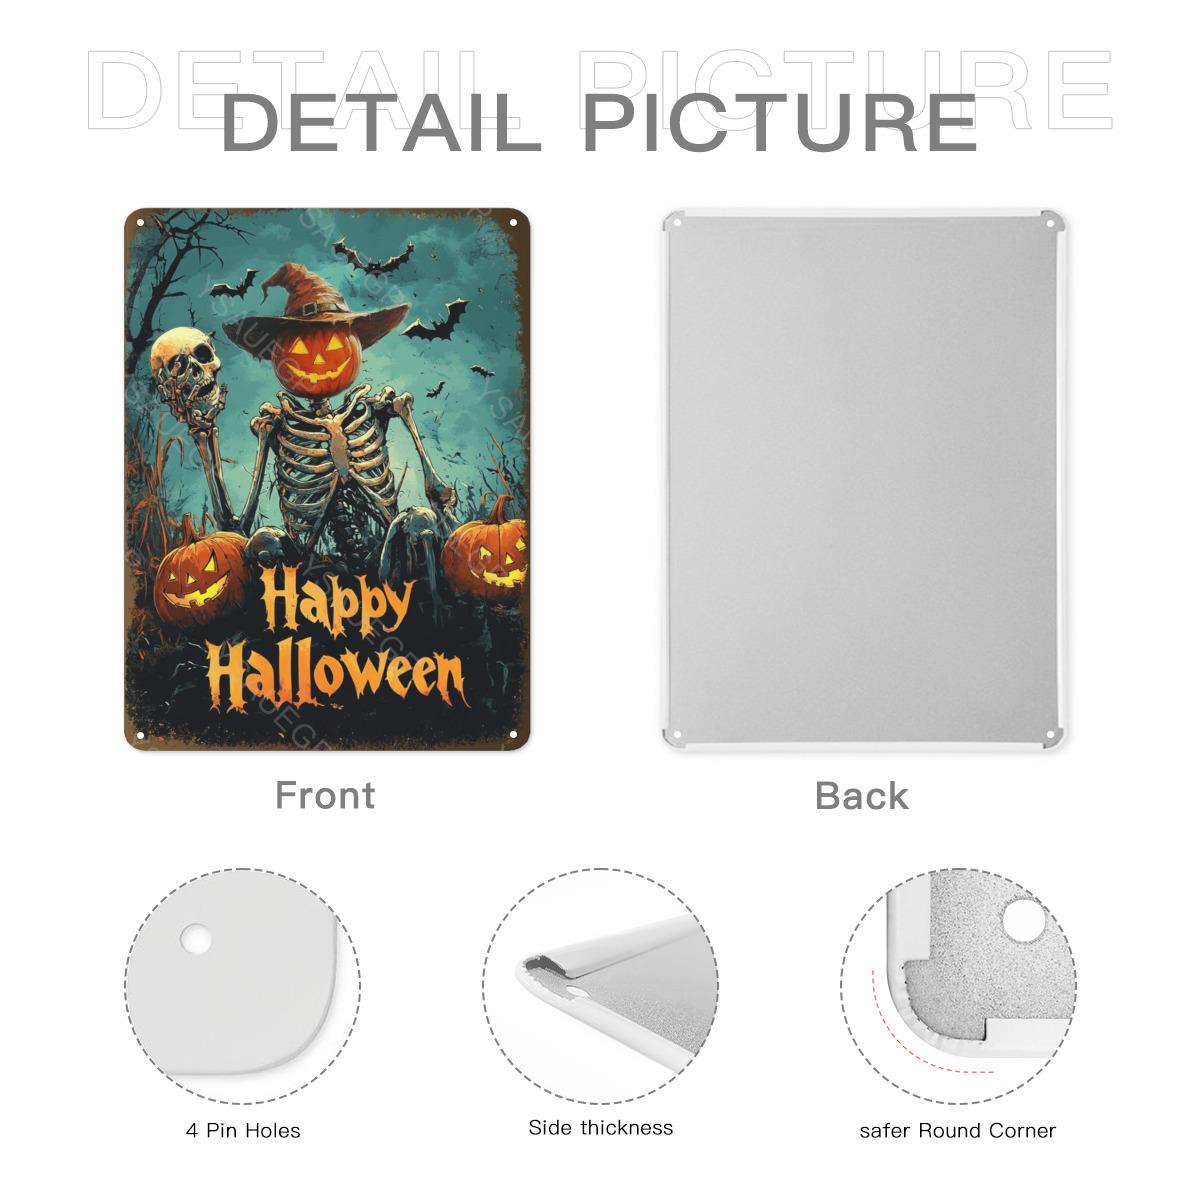 DETAIL PICTURE
DETAIL PICTURE
Happy
Halloween
Front
Back
4 Pin Holes
Side thickness
safer Round Corner